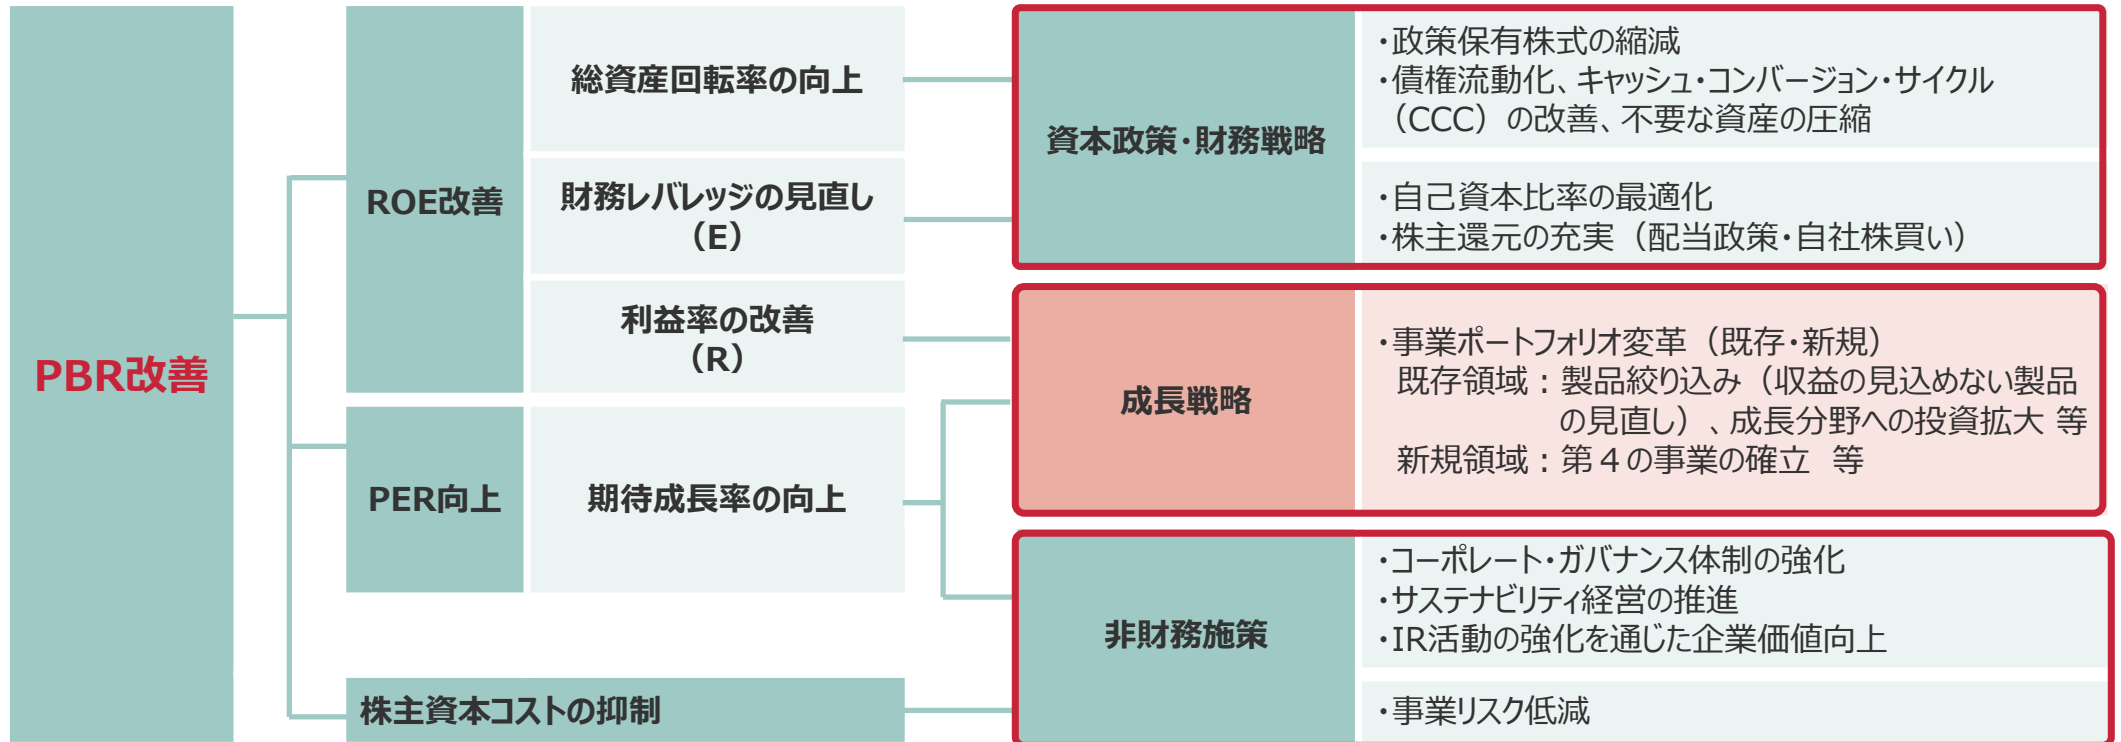 PBR改善
ROE改善
総資産回転率の向上
財務レバレッジの見直し
（E）
利益率の改善
（R）
PER向上
期待成長率の向上
株主資本コストの抑制
資本政策・財務戦略
・政策保有株式の縮減
・債権流動化、キャッシュ・コンバージョン・サイクル
（CCC）の改善、不要な資産の圧縮
・自己資本比率の最適化
・株主還元の充実（配当政策・自社株買い）
成長戦略
・事業ポートフォリオ変革（既存・新規）
既存領域：製品絞り込み（収益の見込めない製品
の見直し）、成長分野への投資拡大 等
新規領域：第４の事業の確立 等
非財務施策
・コーポレート・ガバナンス体制の強化
・サステナビリティ経営の推進
・IR活動の強化を通じた企業価値向上
・事業リスク低減